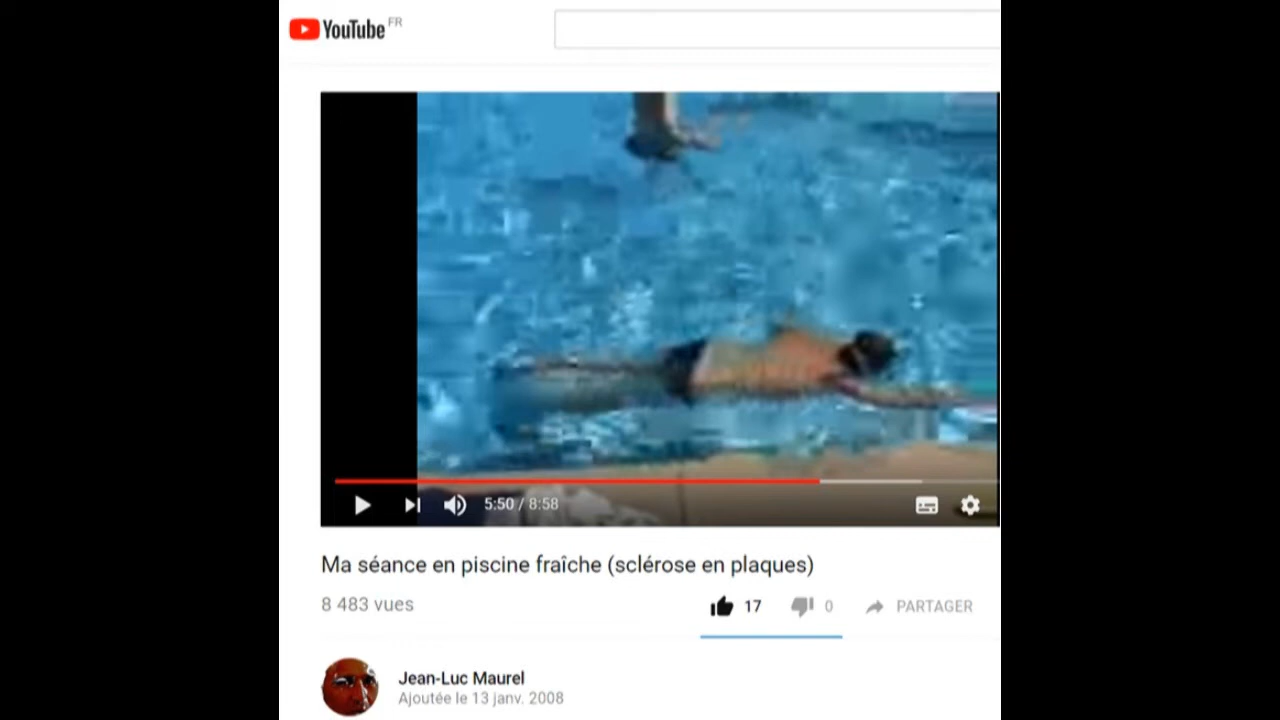 YouTube FR
5:50 / 8:58
Ma séance en piscine fraîche (sclérose en plaques)
8 483 vues
17 0 PARTAGER
Jean-Luc Maurel
Ajoutée le 13 janv. 2008